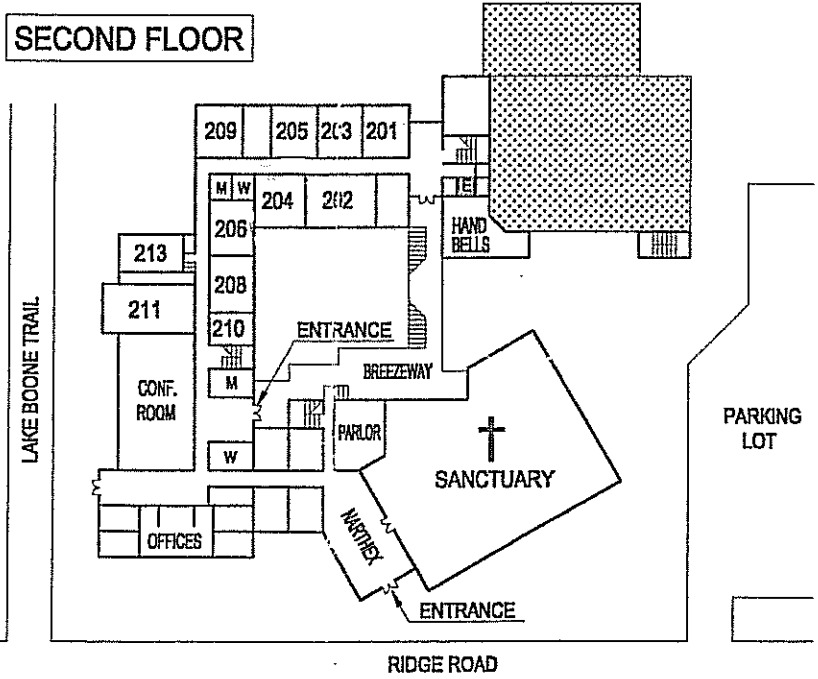 SECOND FLOOR
209
205
203
201
M
W
204
202
E
206
HAND
BELLS
213
208
211
210
ENTRANCE
LAKE BOONE TRAIL
M
BREEZEWAY
CONF.
ROOM
PARLOR
PARKING
LOT
W
SANCTUARY
NARTHEX
OFFICES
ENTRANCE
RIDGE ROAD